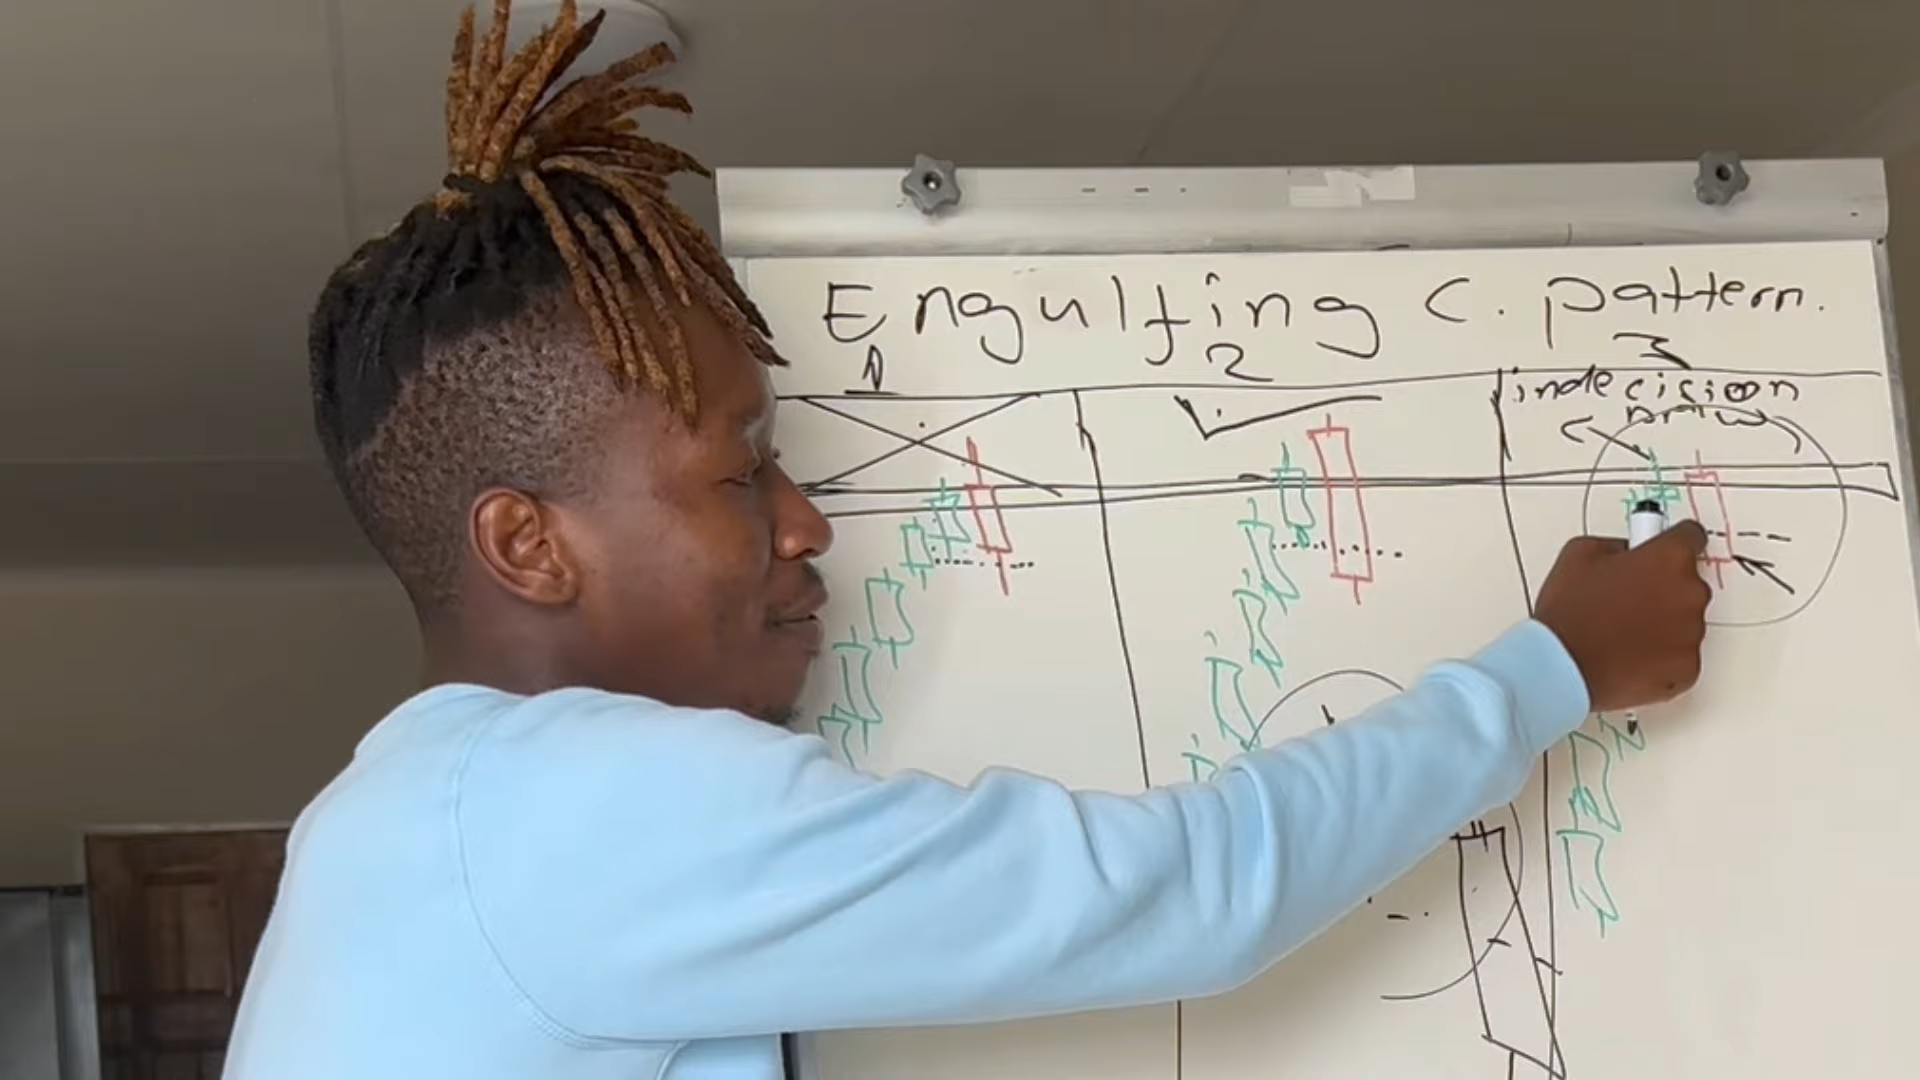 Engulfing C. pattern.
1 2 3
indecision